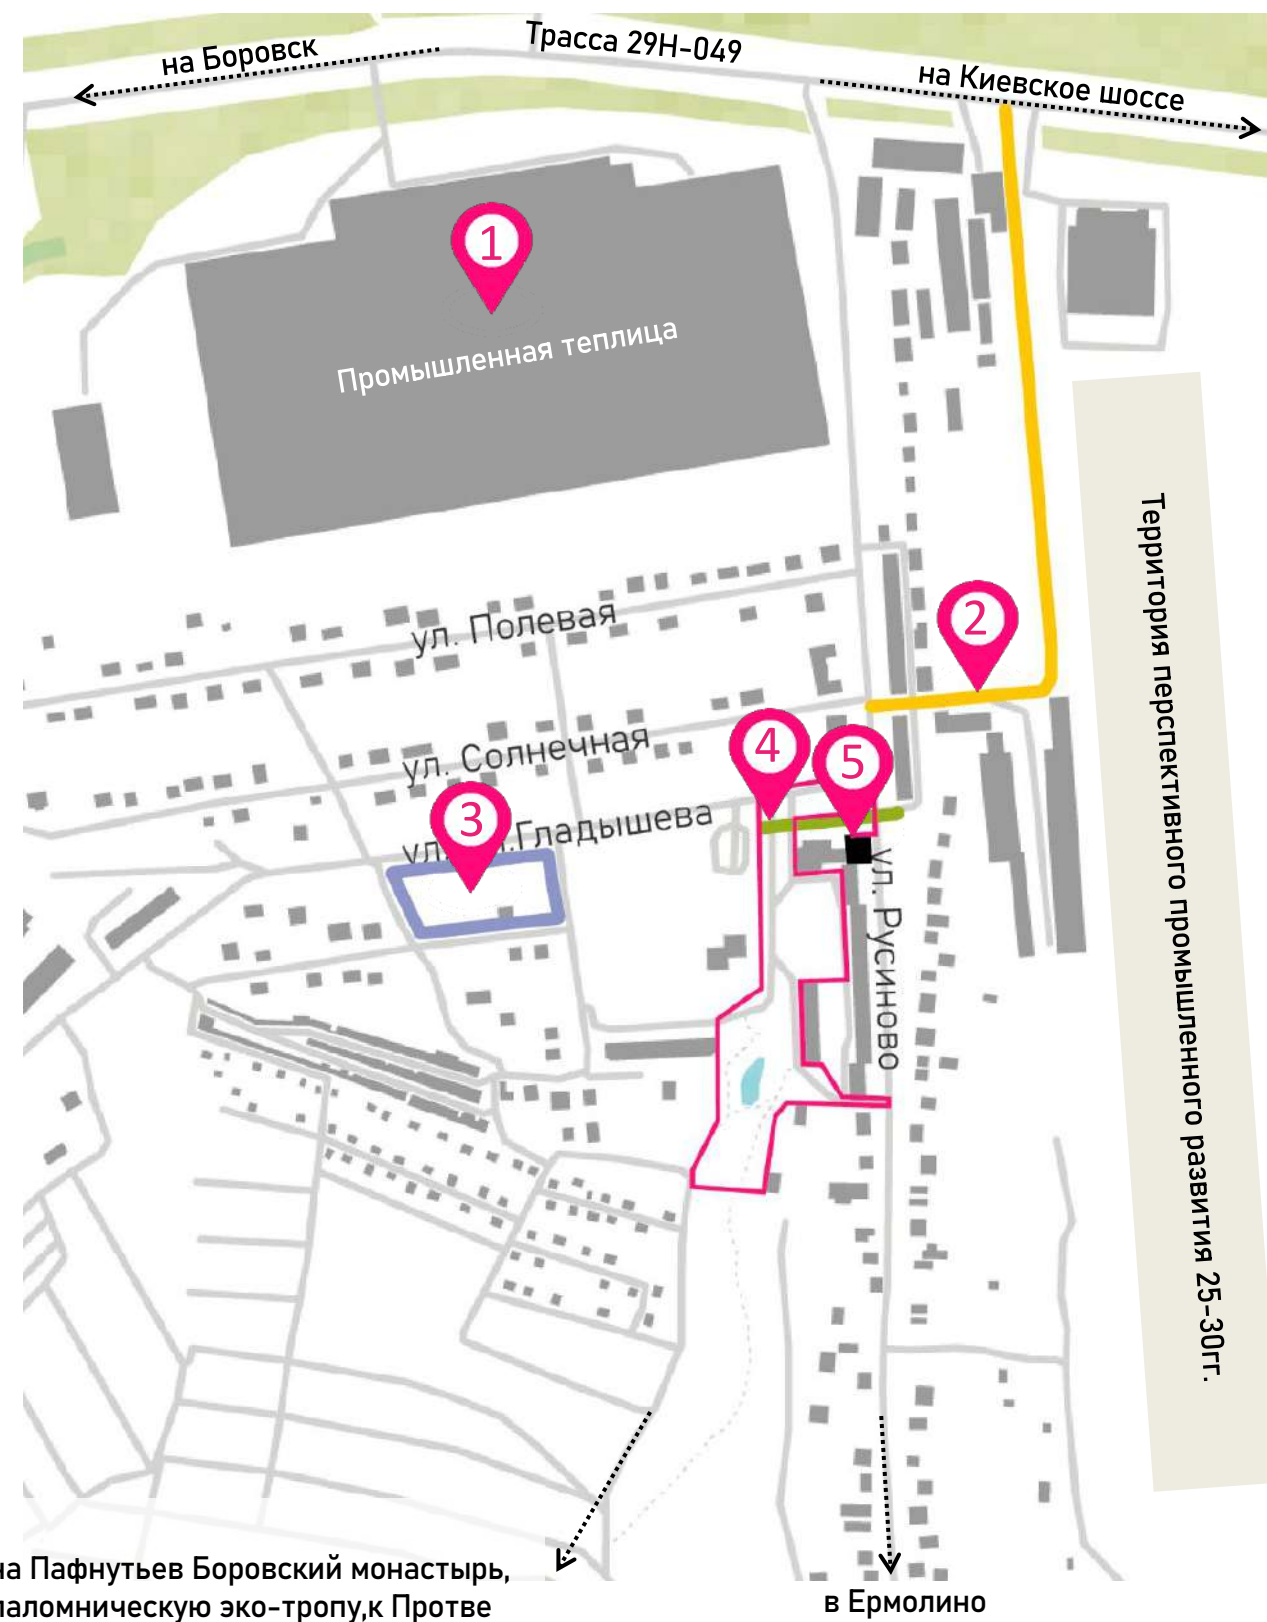 Трасса 29Н-049
на Боровск
на Киевское шоссе
1
Промышленная теплица
Территория перспективного промышленного развития 25-30гг.
2
ул. Полевая
ул. Солнечная
4
5
3
ул. .Гладышева
ул. Русиново
на Пафнутьев Боровский монастырь,
паломническую эко-тропу,к Протве
в Ермолино